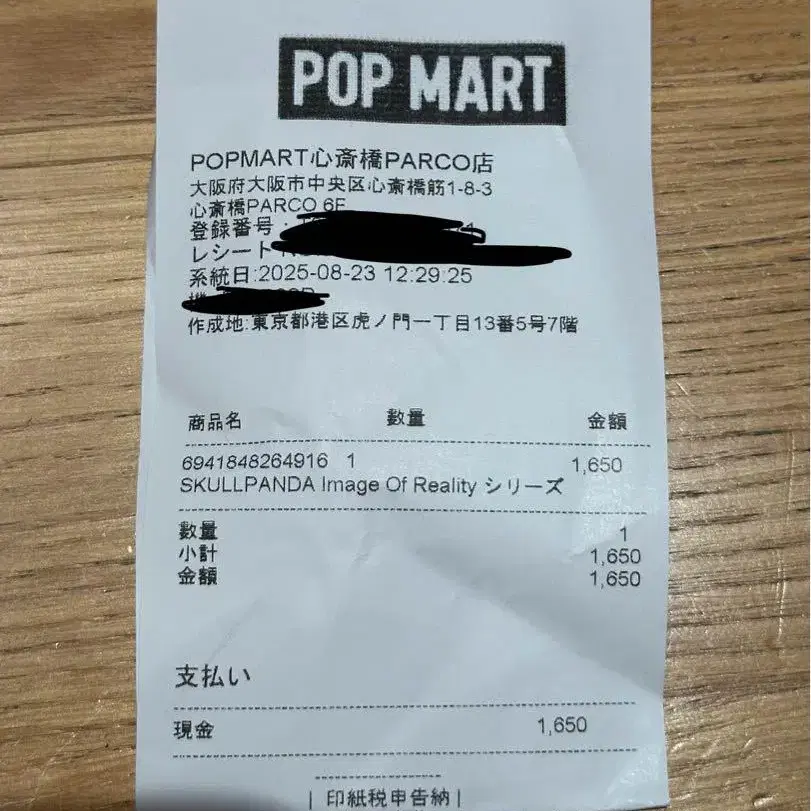 POP MART
POPMART心斎橋PARCO店
大阪府大阪市中央区心斎橋筋1-8-3
心斎橋PARCO 6F
登録番号:
レシート
系統日:2025-08-23 12:29:25
作成地:東京都港区虎ノ門一丁目13番5号7階
商品名 数量 金額
6941848264916 1 1,650
SKULLPANDA Image Of Reality シリーズ
数量 1
小計 1,650
金額 1,650
支払い
現金 1,650
印紙税申告納